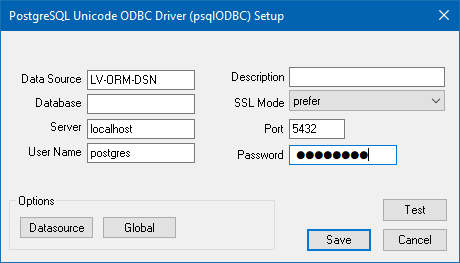 PostgreSQL Unicode ODBC Driver (psqlODBC) Setup
Data Source LV-ORM-DSN Description
Database SSL Mode prefer
Server localhost Port 5432
User Name postgres Password ●●●●●●●●
Options
Datasource Global
Test
Save Cancel